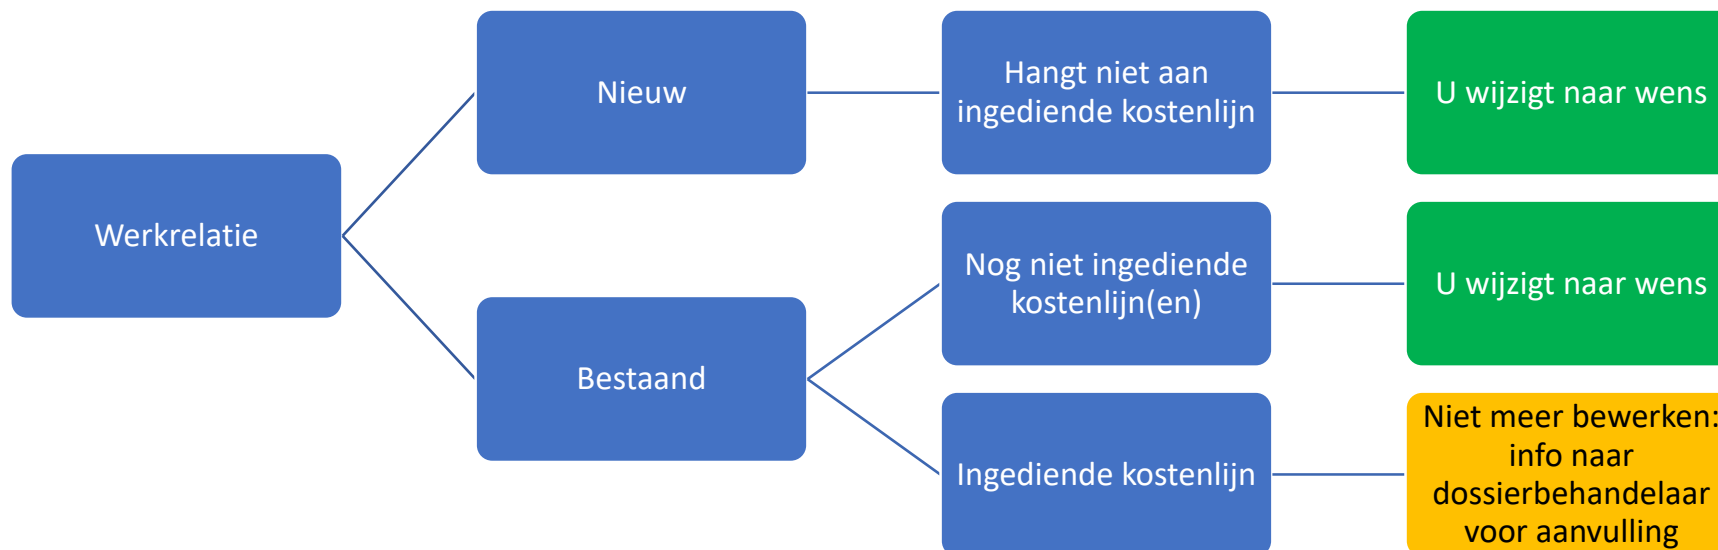 Werkrelatie
Nieuw
Hangt niet aan
ingediende kostenlijn
U wijzigt naar wens
Bestaand
Nog niet ingediende
kostenlijn(en)
U wijzigt naar wens
Ingediende kostenlijn
Niet meer bewerken:
info naar
dossierbehandelaar
voor aanvulling